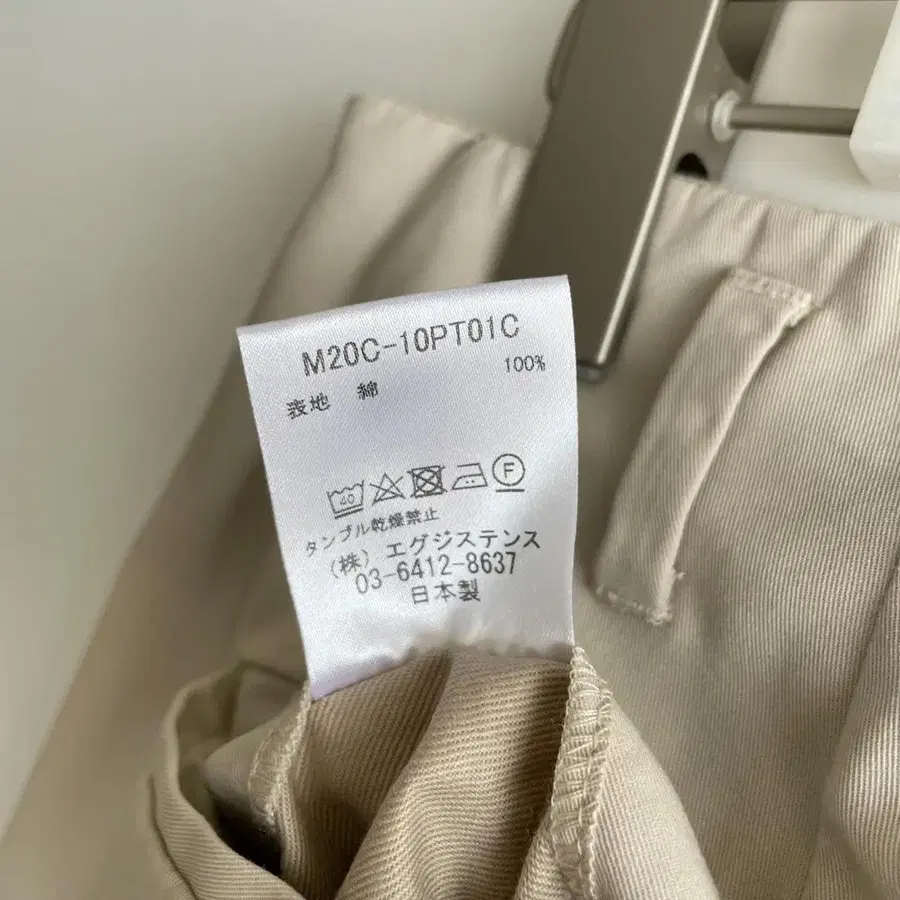 M20C-10PT01C
表地 綿 100%
40 F
タンブル乾燥禁止
(株) エグジステンス
03-6412-8637
日本製